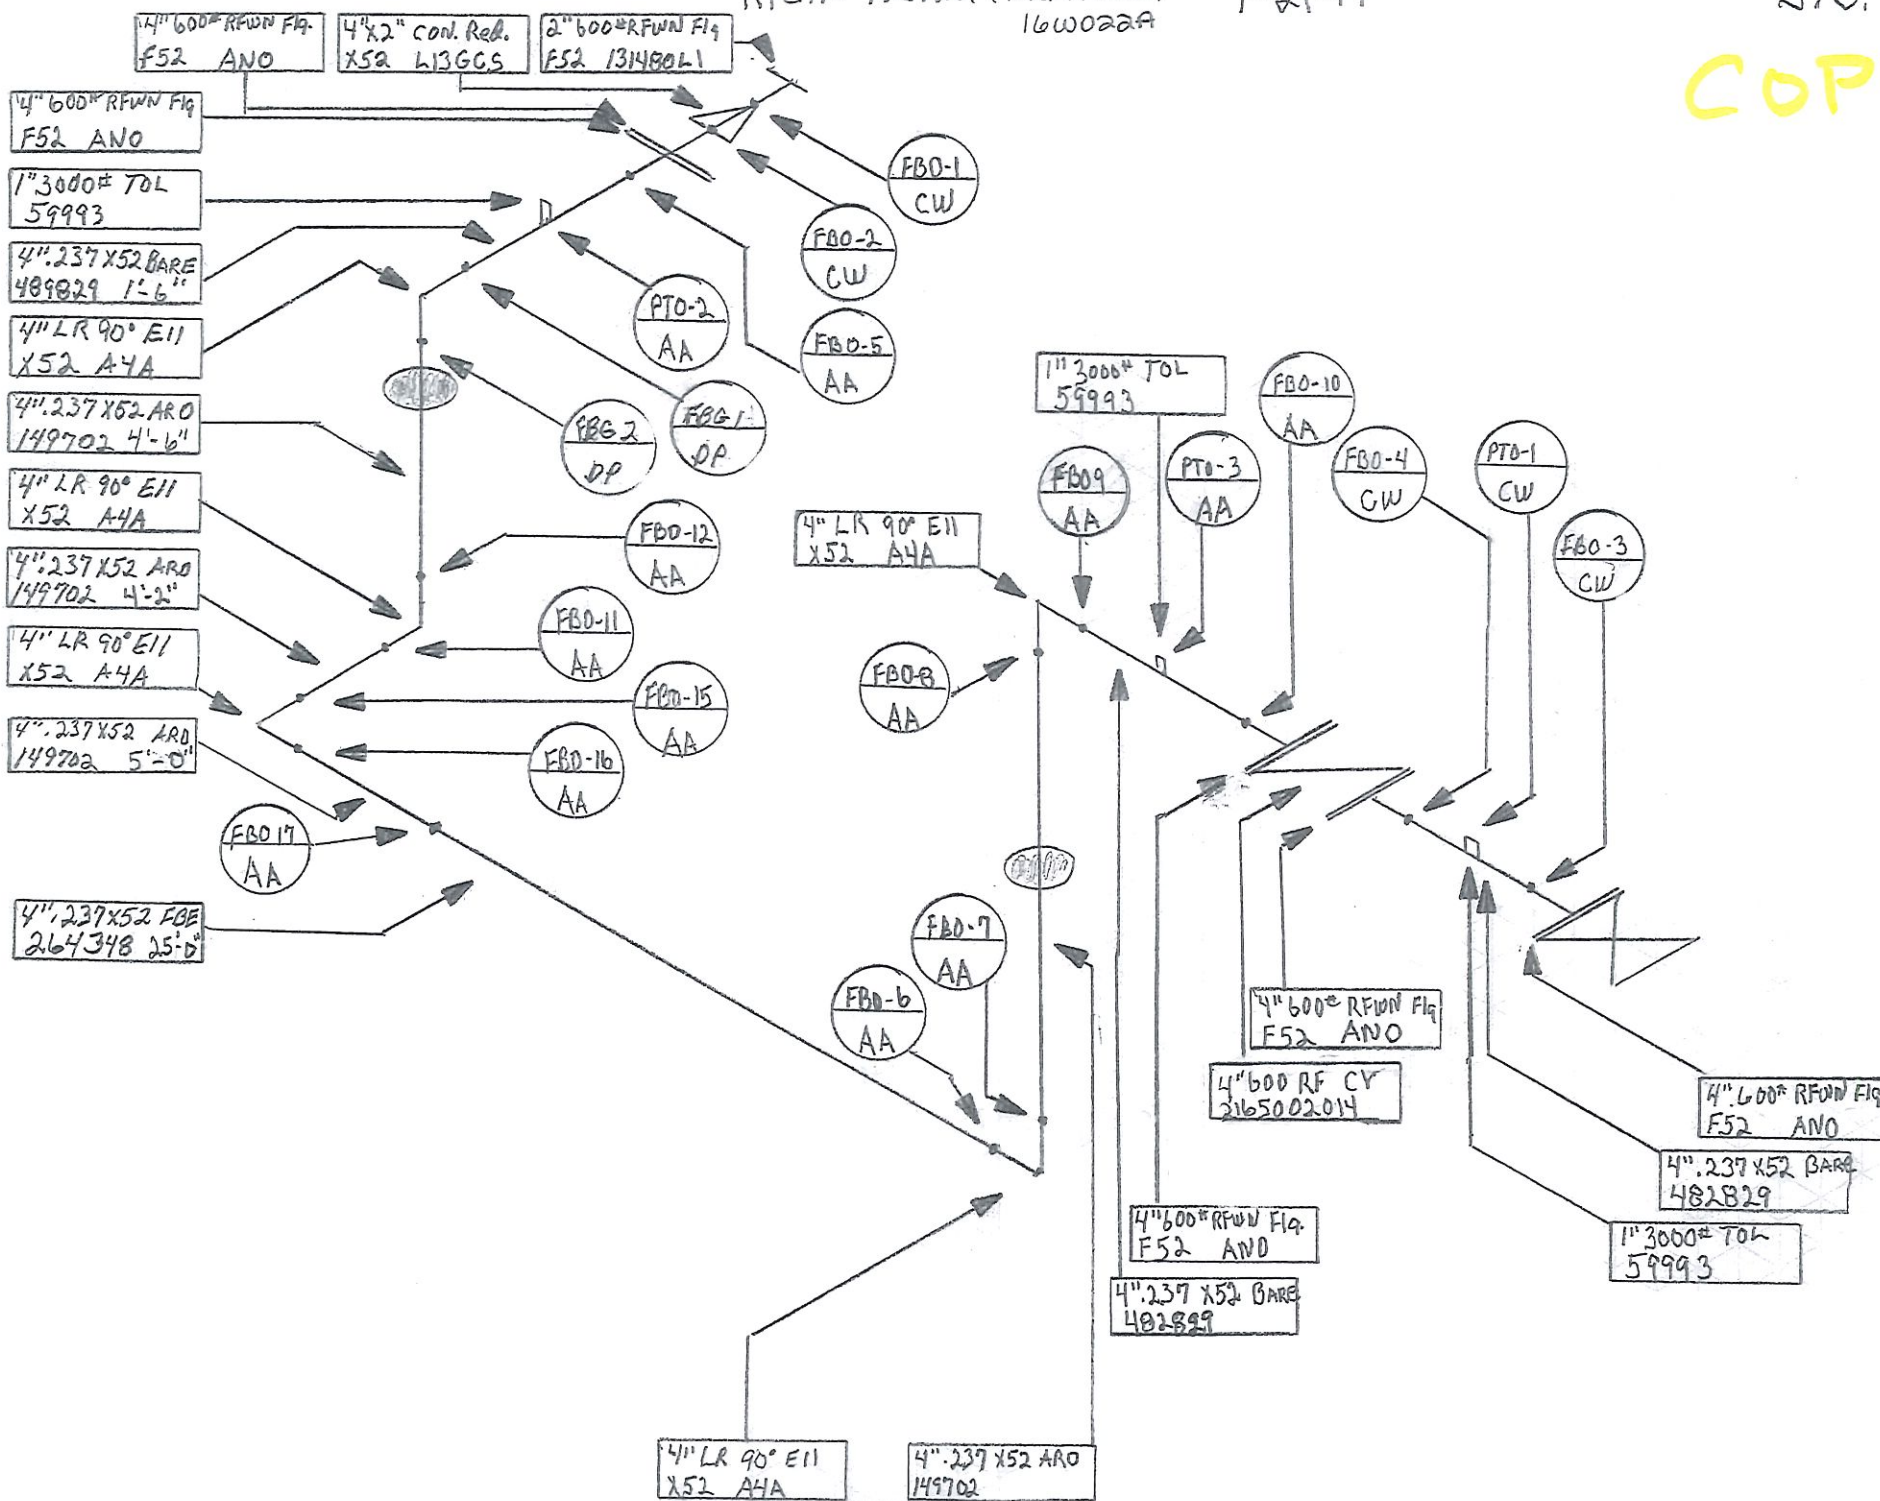 16W022A
COP
4" 600# RFWN Flg.
F52 ANO
4"x2" CON. Red.
X52 L13GCS
2" 600# RFWN Flg
F52 131480L1
4" 600# RFWN Flg
F52 ANO
1" 3000# TOL
59993
4" .237 X52 BARE
489829 1'-6"
4" LR 90° Ell
X52 A4A
4" .237 X52 ARO
149702 4'-6"
4" LR 90° Ell
X52 A4A
4" .237 X52 ARO
149702 4'-2"
4" LR 90° Ell
X52 A4A
4" .237 X52 ARO
149702 5'-0"
4" .237 X52 FBE
264348 25'-0"
FBO-1
CW
FBO-2
CW
PTO-2
AA
FBO-5
AA
FBG 2
DP
FBG 1
DP
FBO-12
AA
FBO-11
AA
FBO-15
AA
FBO-16
AA
FBO 17
AA
1" 3000# TOL
59993
FBO-10
AA
FBO 9
AA
PTO-3
AA
FBO-4
CW
PTO-1
CW
FBO-3
CW
4" LR 90° Ell
X52 A4A
FBO-8
AA
FBO-7
AA
FBO-6
AA
4" 600# RFWN Flg
F52 ANO
4" 600 RF CV
2165002014
4" 600# RFWN Flg
F52 ANO
4" .237 X52 BARE
482829
1" 3000# TOL
59993
4" 600# RFWN Flg.
F52 ANO
4" .237 X52 BARE
482829
4" LR 90° Ell
X52 A4A
4" .237 X52 ARO
149702